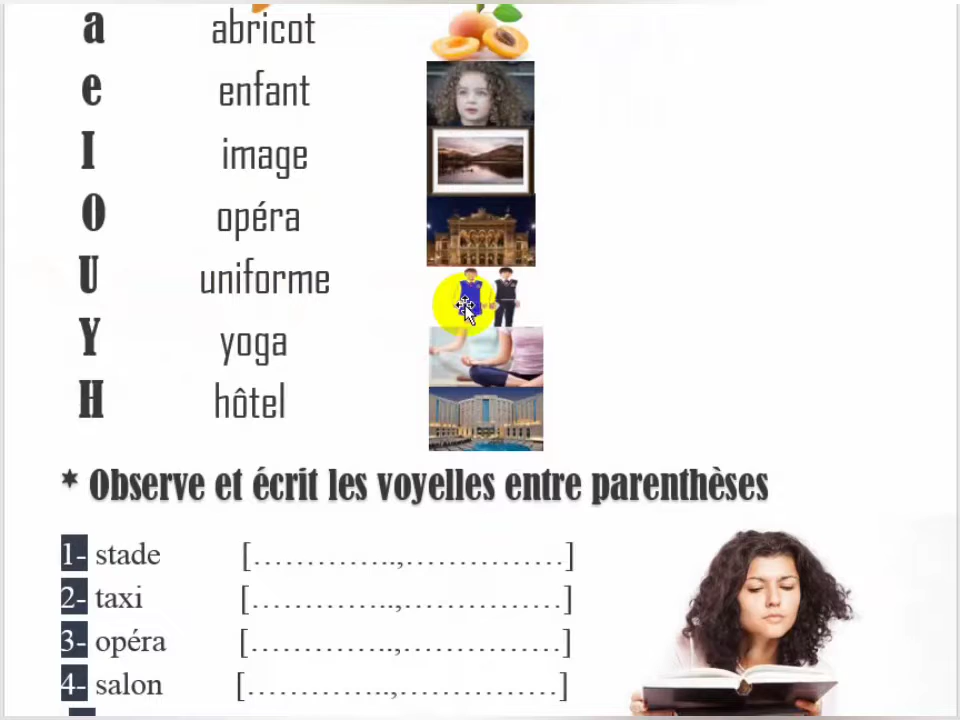 a abricot
e enfant
I image
O opéra
U uniforme
Y yoga
H hôtel
* Observe et écrit les voyelles entre parenthèses
1- stade […………..,……………]
2- taxi […………..,……………]
3- opéra […………..,……………]
4- salon […………..,……………]